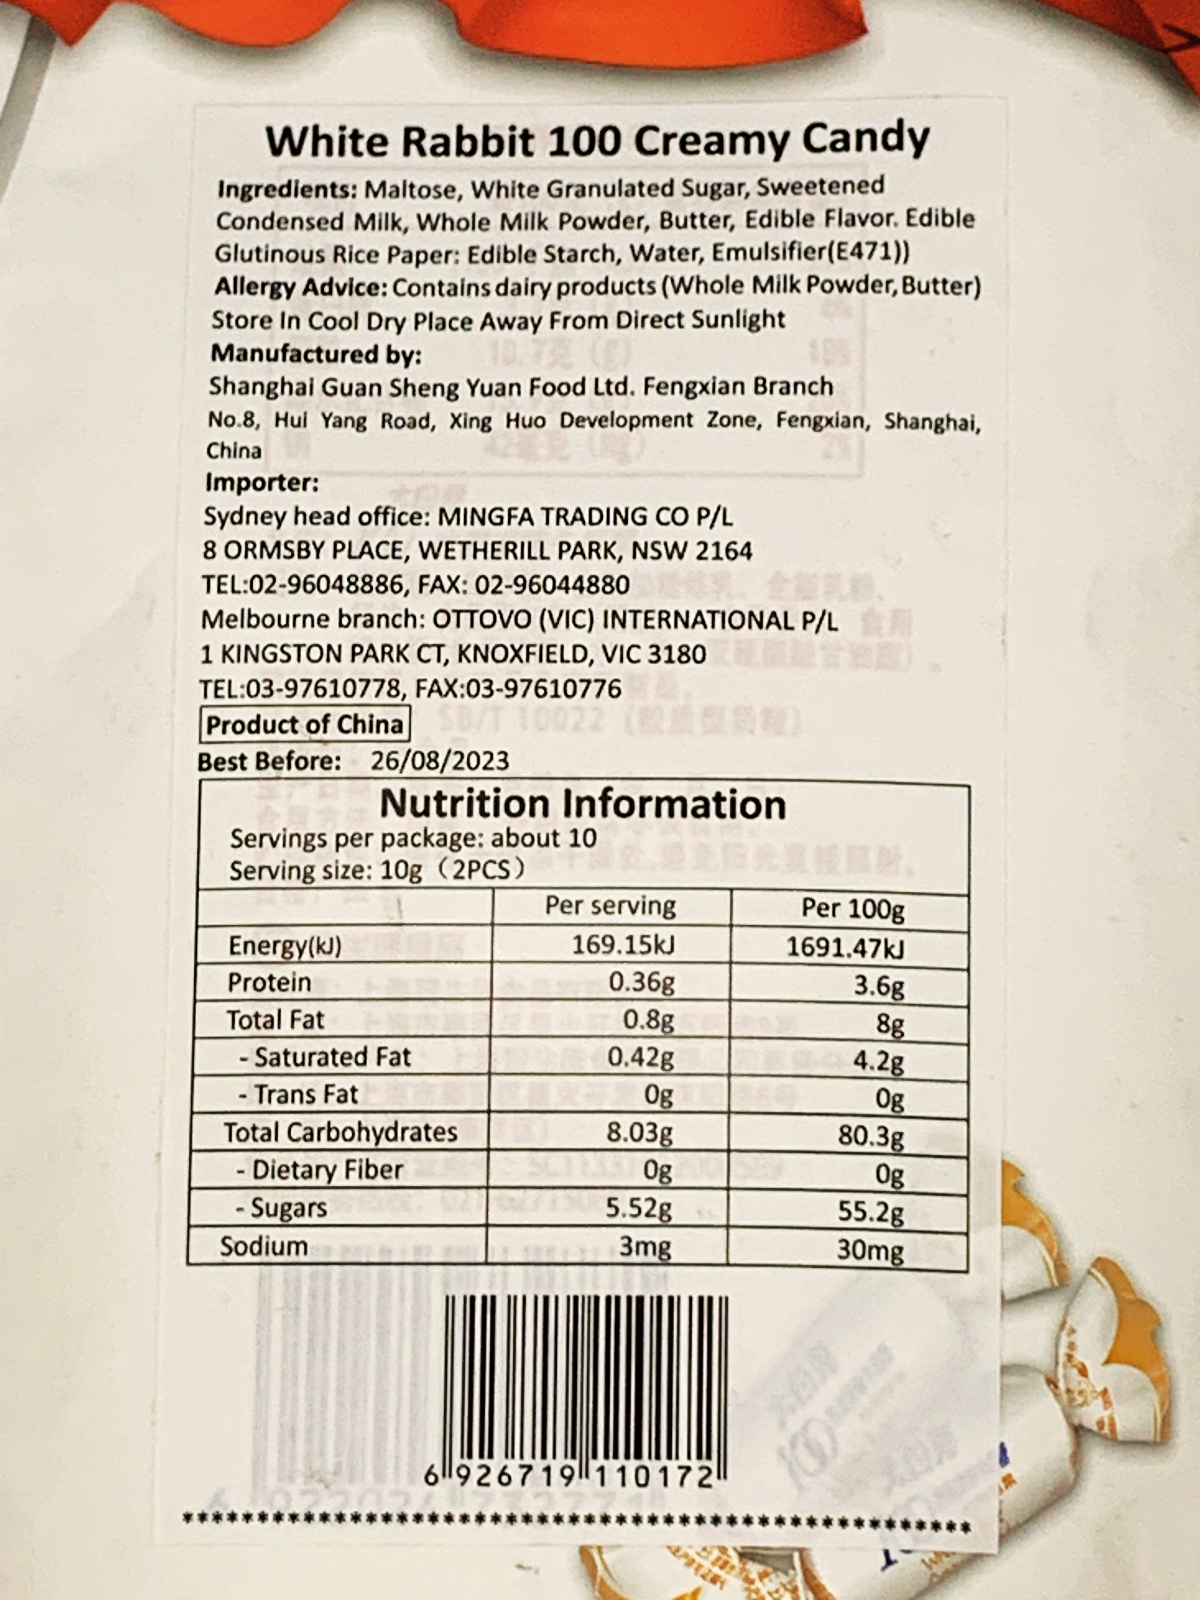 White Rabbit 100 Creamy Candy
Ingredients: Maltose, White Granulated Sugar, Sweetened
Condensed Milk, Whole Milk Powder, Butter, Edible Flavor. Edible
Glutinous Rice Paper: Edible Starch, Water, Emulsifier(E471))
Allergy Advice: Contains dairy products (Whole Milk Powder, Butter)
Store In Cool Dry Place Away From Direct Sunlight
Manufactured by:
Shanghai Guan Sheng Yuan Food Ltd. Fengxian Branch
No.8, Hui Yang Road, Xing Huo Development Zone, Fengxian, Shanghai,
China
Importer:
Sydney head office: MINGFA TRADING CO P/L
8 ORMSBY PLACE, WETHERILL PARK, NSW 2164
TEL:02-96048886, FAX: 02-96044880
Melbourne branch: OTTOVO (VIC) INTERNATIONAL P/L
1 KINGSTON PARK CT, KNOXFIELD, VIC 3180
TEL:03-97610778, FAX:03-97610776
Product of China
Best Before: 26/08/2023
Nutrition Information
Servings per package: about 10
Serving size: 10g (2PCS)
Per serving Per 100g
Energy(kJ) 169.15kJ 1691.47kJ
Protein 0.36g 3.6g
Total Fat 0.8g 8g
- Saturated Fat 0.42g 4.2g
- Trans Fat 0g 0g
Total Carbohydrates 8.03g 80.3g
- Dietary Fiber 0g 0g
- Sugars 5.52g 55.2g
Sodium 3mg 30mg
6 926719 110172